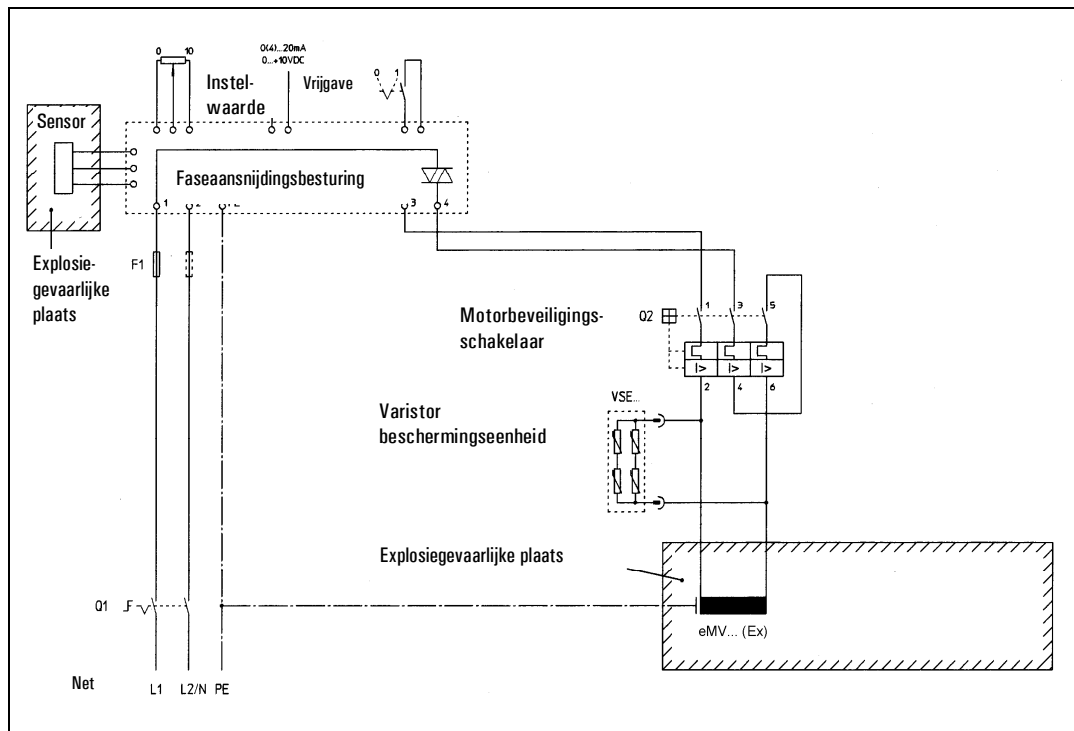 0 10
0(4)...20mA
0...+10VDC
0 1
Instel-
waarde
Vrijgave
Sensor
Faseaansnijdingsbesturing
1 2 PE 3 4
F1
Explosie-
gevaarlijke
plaats
Motorbeveiligings-
schakelaar
Q2
1 3 5
I> I> I>
2 4 6
VSE...
Varistor
beschermingseenheid
Explosiegevaarlijke plaats
Q1
eMV... (Ex)
Net
L1 L2/N PE